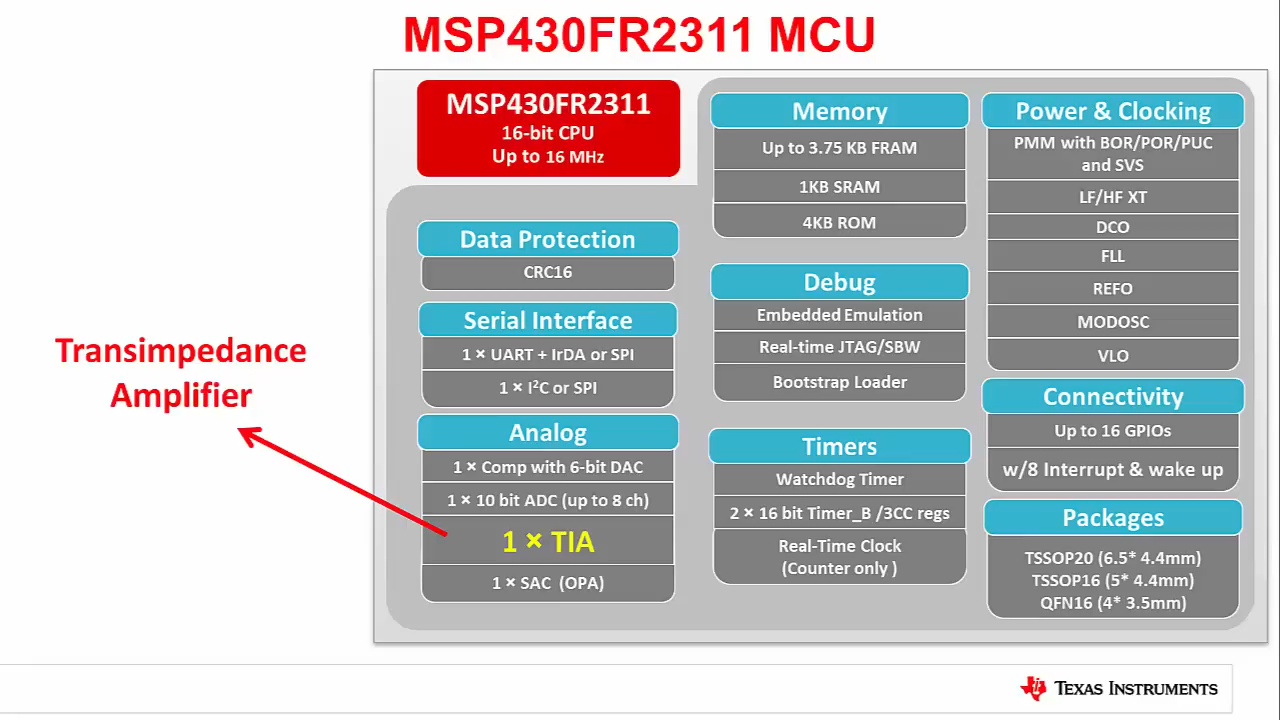 MSP430FR2311 MCU
MSP430FR2311
16-bit CPU
Up to 16 MHz
Data Protection
CRC16
Serial Interface
1 × UART + IrDA or SPI
1 × I²C or SPI
Analog
1 × Comp with 6-bit DAC
1 × 10 bit ADC (up to 8 ch)
1 × TIA
1 × SAC (OPA)
Transimpedance
Amplifier
Memory
Up to 3.75 KB FRAM
1KB SRAM
4KB ROM
Debug
Embedded Emulation
Real-time JTAG/SBW
Bootstrap Loader
Timers
Watchdog Timer
2 × 16 bit Timer_B /3CC regs
Real-Time Clock
(Counter only )
Power & Clocking
PMM with BOR/POR/PUC
and SVS
LF/HF XT
DCO
FLL
REFO
MODOSC
VLO
Connectivity
Up to 16 GPIOs
w/8 Interrupt & wake up
Packages
TSSOP20 (6.5* 4.4mm)
TSSOP16 (5* 4.4mm)
QFN16 (4* 3.5mm)
TEXAS INSTRUMENTS